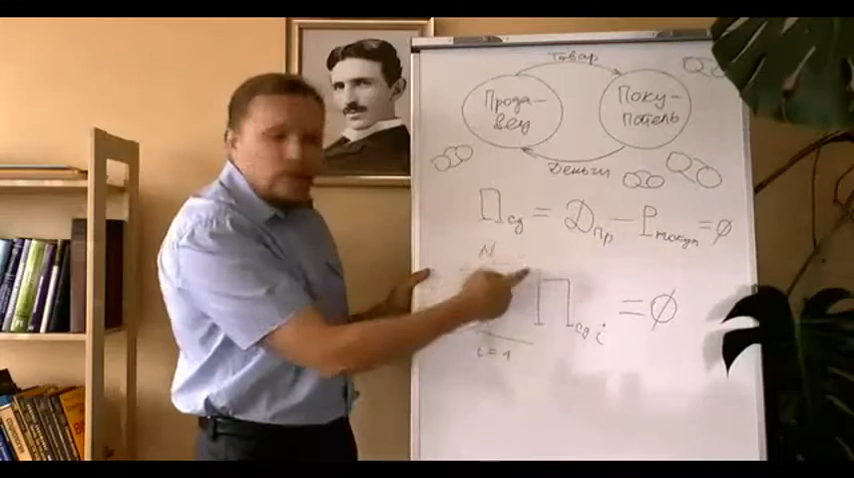 Товар
Прода-
вец
Поку-
патель
Деньги
Псд = Дпр - Рпокуп = ∅
N
Псд i = ∅
i = 1